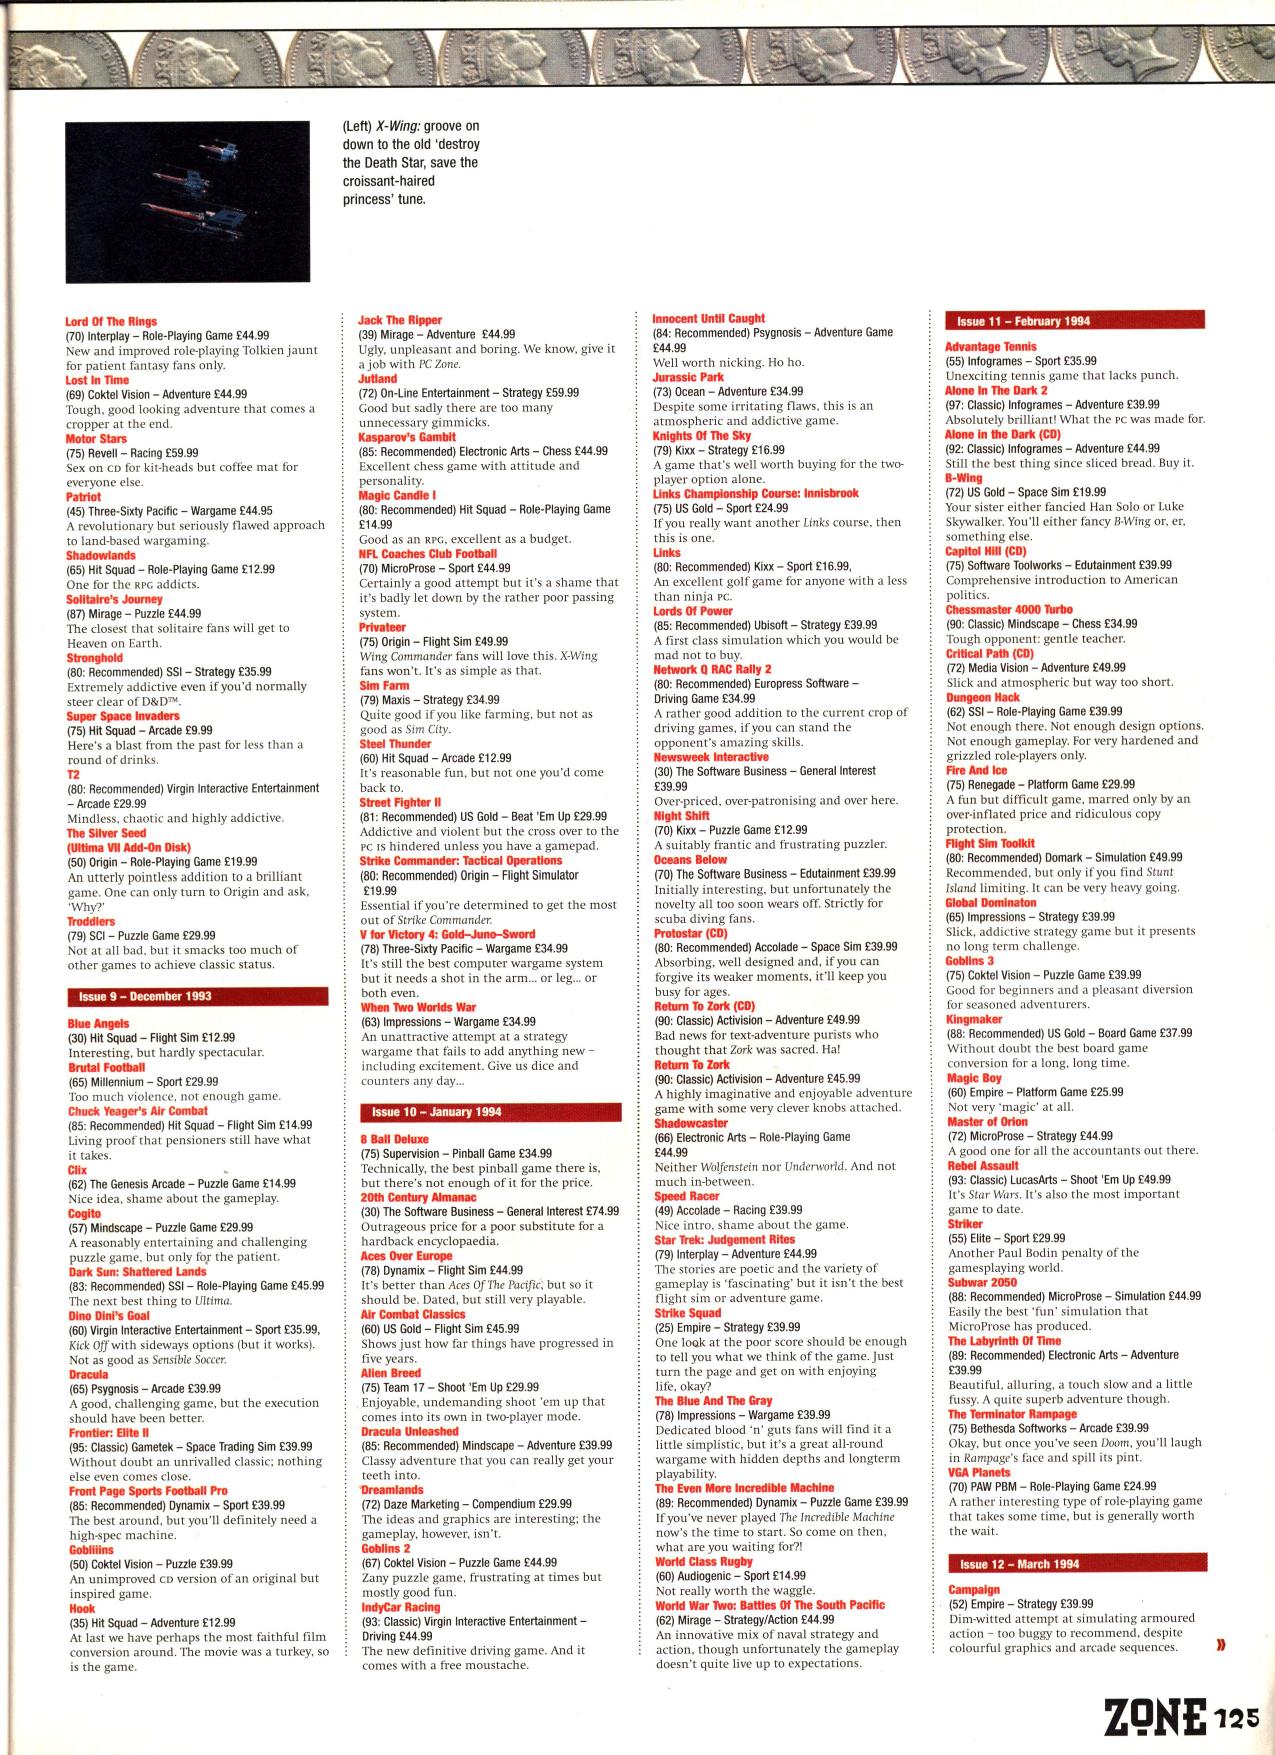 (Left) X-Wing: groove on
down to the old 'destroy
the Death Star, save the
croissant-haired
princess' tune.
Lord Of The Rings
(70) Interplay – Role-Playing Game £44.99
New and improved role-playing Tolkien jaunt
for patient fantasy fans only.
Lost In Time
(69) Coktel Vision – Adventure £44.99
Tough, good looking adventure that comes a
cropper at the end.
Motor Stars
(75) Revell – Racing £59.99
Sex on CD for kit-heads but coffee mat for
everyone else.
Patriot
(45) Three-Sixty Pacific – Wargame £44.95
A revolutionary but seriously flawed approach
to land-based wargaming.
Shadowlands
(65) Hit Squad – Role-Playing Game £12.99
One for the RPG addicts.
Solitaire's Journey
(87) Mirage – Puzzle £44.99
The closest that solitaire fans will get to
Heaven on Earth.
Stronghold
(80: Recommended) SSI – Strategy £35.99
Extremely addictive even if you'd normally
steer clear of D&D™.
Super Space Invaders
(75) Hit Squad – Arcade £9.99
Here's a blast from the past for less than a
round of drinks.
T2
(80: Recommended) Virgin Interactive Entertainment
– Arcade £29.99
Mindless, chaotic and highly addictive.
The Silver Seed
(Ultima VII Add-On Disk)
(50) Origin – Role-Playing Game £19.99
An utterly pointless addition to a brilliant
game. One can only turn to Origin and ask,
'Why?'
Troddlers
(79) SCI – Puzzle Game £29.99
Not at all bad, but it smacks too much of
other games to achieve classic status.
Issue 9 – December 1993
Blue Angels
(30) Hit Squad – Flight Sim £12.99
Interesting, but hardly spectacular.
Brutal Football
(65) Millennium – Sport £29.99
Too much violence, not enough game.
Chuck Yeager's Air Combat
(85: Recommended) Hit Squad – Flight Sim £14.99
Living proof that pensioners still have what
it takes.
Clix
(62) The Genesis Arcade – Puzzle Game £14.99
Nice idea, shame about the gameplay.
Cogito
(57) Mindscape – Puzzle Game £29.99
A reasonably entertaining and challenging
puzzle game, but only for the patient.
Dark Sun: Shattered Lands
(83: Recommended) SSI – Role-Playing Game £45.99
The next best thing to Ultima.
Dino Dini's Goal
(60) Virgin Interactive Entertainment – Sport £35.99,
Kick Off with sideways options (but it works).
Not as good as Sensible Soccer.
Dracula
(65) Psygnosis – Arcade £39.99
A good, challenging game, but the execution
should have been better.
Frontier: Elite II
(95: Classic) Gametek – Space Trading Sim £39.99
Without doubt an unrivalled classic; nothing
else even comes close.
Front Page Sports Football Pro
(85: Recommended) Dynamix – Sport £39.99
The best around, but you'll definitely need a
high-spec machine.
Gobliiins
(50) Coktel Vision – Puzzle £39.99
An unimproved CD version of an original but
inspired game.
Hook
(35) Hit Squad – Adventure £12.99
At last we have perhaps the most faithful film
conversion around. The movie was a turkey, so
is the game.
Jack The Ripper
(39) Mirage – Adventure £44.99
Ugly, unpleasant and boring. We know, give it
a job with PC Zone.
Jutland
(72) On-Line Entertainment – Strategy £59.99
Good but sadly there are too many
unnecessary gimmicks.
Kasparov's Gambit
(85: Recommended) Electronic Arts – Chess £44.99
Excellent chess game with attitude and
personality.
Magic Candle I
(80: Recommended) Hit Squad – Role-Playing Game
£14.99
Good as an RPG, excellent as a budget.
NFL Coaches Club Football
(70) MicroProse – Sport £44.99
Certainly a good attempt but it's a shame that
it's badly let down by the rather poor passing
system.
Privateer
(75) Origin – Flight Sim £49.99
Wing Commander fans will love this. X-Wing
fans won't. It's as simple as that.
Sim Farm
(79) Maxis – Strategy £34.99
Quite good if you like farming, but not as
good as Sim City.
Steel Thunder
(60) Hit Squad – Arcade £12.99
It's reasonable fun, but not one you'd come
back to.
Street Fighter II
(81: Recommended) US Gold – Beat 'Em Up £29.99
Addictive and violent but the cross over to the
PC IS hindered unless you have a gamepad.
Strike Commander: Tactical Operations
(80: Recommended) Origin – Flight Simulator
£19.99
Essential if you're determined to get the most
out of Strike Commander.
V for Victory 4: Gold–Juno–Sword
(78) Three-Sixty Pacific – Wargame £34.99
It's still the best computer wargame system
but it needs a shot in the arm... or leg... or
both even.
When Two Worlds War
(63) Impressions – Wargame £34.99
An unattractive attempt at a strategy
wargame that fails to add anything new –
including excitement. Give us dice and
counters any day...
Issue 10 – January 1994
8 Ball Deluxe
(75) Supervision – Pinball Game £34.99
Technically, the best pinball game there is,
but there's not enough of it for the price.
20th Century Almanac
(30) The Software Business – General Interest £74.99
Outrageous price for a poor substitute for a
hardback encyclopaedia.
Aces Over Europe
(78) Dynamix – Flight Sim £44.99
It's better than Aces Of The Pacific, but so it
should be. Dated, but still very playable.
Air Combat Classics
(60) US Gold – Flight Sim £45.99
Shows just how far things have progressed in
five years.
Alien Breed
(75) Team 17 – Shoot 'Em Up £29.99
Enjoyable, undemanding shoot 'em up that
comes into its own in two-player mode.
Dracula Unleashed
(85: Recommended) Mindscape – Adventure £39.99
Classy adventure that you can really get your
teeth into.
Dreamlands
(72) Daze Marketing – Compendium £29.99
The ideas and graphics are interesting; the
gameplay, however, isn't.
Goblins 2
(67) Coktel Vision – Puzzle Game £44.99
Zany puzzle game, frustrating at times but
mostly good fun.
IndyCar Racing
(93: Classic) Virgin Interactive Entertainment –
Driving £44.99
The new definitive driving game. And it
comes with a free moustache.
Innocent Until Caught
(84: Recommended) Psygnosis – Adventure Game
£44.99
Well worth nicking. Ho ho.
Jurassic Park
(73) Ocean – Adventure £34.99
Despite some irritating flaws, this is an
atmospheric and addictive game.
Knights Of The Sky
(79) Kixx – Strategy £16.99
A game that's well worth buying for the two-
player option alone.
Links Championship Course: Innisbrook
(75) US Gold – Sport £24.99
If you really want another Links course, then
this is one.
Links
(80: Recommended) Kixx – Sport £16.99,
An excellent golf game for anyone with a less
than ninja PC.
Lords Of Power
(85: Recommended) Ubisoft – Strategy £39.99
A first class simulation which you would be
mad not to buy.
Network Q RAC Rally 2
(80: Recommended) Europress Software –
Driving Game £34.99
A rather good addition to the current crop of
driving games, if you can stand the
opponent's amazing skills.
Newsweek Interactive
(30) The Software Business – General Interest
£39.99
Over-priced, over-patronising and over here.
Night Shift
(70) Kixx – Puzzle Game £12.99
A suitably frantic and frustrating puzzler.
Oceans Below
(70) The Software Business – Edutainment £39.99
Initially interesting, but unfortunately the
novelty all too soon wears off. Strictly for
scuba diving fans.
Protostar (CD)
(80: Recommended) Accolade – Space Sim £39.99
Absorbing, well designed and, if you can
forgive its weaker moments, it'll keep you
busy for ages.
Return To Zork (CD)
(90: Classic) Activision – Adventure £49.99
Bad news for text-adventure purists who
thought that Zork was sacred. Ha!
Return To Zork
(90: Classic) Activision – Adventure £45.99
A highly imaginative and enjoyable adventure
game with some very clever knobs attached.
Shadowcaster
(66) Electronic Arts – Role-Playing Game
£44.99
Neither Wolfenstein nor Underworld. And not
much in-between.
Speed Racer
(49) Accolade – Racing £39.99
Nice intro, shame about the game.
Star Trek: Judgement Rites
(79) Interplay – Adventure £44.99
The stories are poetic and the variety of
gameplay is 'fascinating' but it isn't the best
flight sim or adventure game.
Strike Squad
(25) Empire – Strategy £39.99
One look at the poor score should be enough
to tell you what we think of the game. Just
turn the page and get on with enjoying
life, okay?
The Blue And The Gray
(78) Impressions – Wargame £39.99
Dedicated blood 'n' guts fans will find it a
little simplistic, but it's a great all-round
wargame with hidden depths and longterm
playability.
The Even More Incredible Machine
(89: Recommended) Dynamix – Puzzle Game £39.99
If you've never played The Incredible Machine
now's the time to start. So come on then,
what are you waiting for?!
World Class Rugby
(60) Audiogenic – Sport £14.99
Not really worth the waggle.
World War Two: Battles Of The South Pacific
(62) Mirage – Strategy/Action £44.99
An innovative mix of naval strategy and
action, though unfortunately the gameplay
doesn't quite live up to expectations.
Issue 11 – February 1994
Advantage Tennis
(55) Infogrames – Sport £35.99
Unexciting tennis game that lacks punch.
Alone In The Dark 2
(97: Classic) Infogrames – Adventure £39.99
Absolutely brilliant! What the PC was made for.
Alone in the Dark (CD)
(92: Classic) Infogrames – Adventure £44.99
Still the best thing since sliced bread. Buy it.
B-Wing
(72) US Gold – Space Sim £19.99
Your sister either fancied Han Solo or Luke
Skywalker. You'll either fancy B-Wing or, er,
something else.
Capitol Hill (CD)
(75) Software Toolworks – Edutainment £39.99
Comprehensive introduction to American
politics.
Chessmaster 4000 Turbo
(90: Classic) Mindscape – Chess £34.99
Tough opponent: gentle teacher.
Critical Path (CD)
(72) Media Vision – Adventure £49.99
Slick and atmospheric but way too short.
Dungeon Hack
(62) SSI – Role-Playing Game £39.99
Not enough there. Not enough design options.
Not enough gameplay. For very hardened and
grizzled role-players only.
Fire And Ice
(75) Renegade – Platform Game £29.99
A fun but difficult game, marred only by an
over-inflated price and ridiculous copy
protection.
Flight Sim Toolkit
(80: Recommended) Domark – Simulation £49.99
Recommended, but only if you find Stunt
Island limiting. It can be very heavy going.
Global Dominaton
(65) Impressions – Strategy £39.99
Slick, addictive strategy game but it presents
no long term challenge.
Goblins 3
(75) Coktel Vision – Puzzle Game £39.99
Good for beginners and a pleasant diversion
for seasoned adventurers.
Kingmaker
(88: Recommended) US Gold – Board Game £37.99
Without doubt the best board game
conversion for a long, long time.
Magic Boy
(60) Empire – Platform Game £25.99
Not very 'magic' at all.
Master of Orion
(72) MicroProse – Strategy £44.99
A good one for all the accountants out there.
Rebel Assault
(93: Classic) LucasArts – Shoot 'Em Up £49.99
It's Star Wars. It's also the most important
game to date.
Striker
(55) Elite – Sport £29.99
Another Paul Bodin penalty of the
gamesplaying world.
Subwar 2050
(88: Recommended) MicroProse – Simulation £44.99
Easily the best 'fun' simulation that
MicroProse has produced.
The Labyrinth Of Time
(89: Recommended) Electronic Arts – Adventure
£39.99
Beautiful, alluring, a touch slow and a little
fussy. A quite superb adventure though.
The Terminator Rampage
(75) Bethesda Softworks – Arcade £39.99
Okay, but once you've seen Doom, you'll laugh
in Rampage's face and spill its pint.
VGA Planets
(70) PAW PBM – Role-Playing Game £24.99
A rather interesting type of role-playing game
that takes some time, but is generally worth
the wait.
Issue 12 – March 1994
Campaign
(52) Empire – Strategy £39.99
Dim-witted attempt at simulating armoured
action – too buggy to recommend, despite
colourful graphics and arcade sequences.
»
ZONE 125